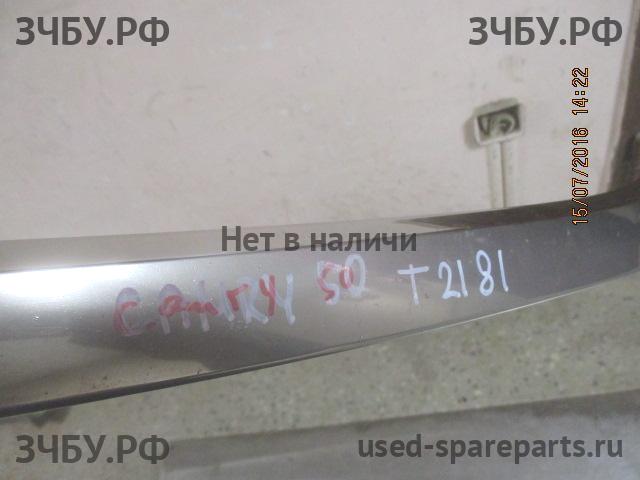 ЗЧБУ.РФ ЗЧБУ.РФ
15/07/2016 14:22
Нет в наличи
CAMRY 50 T2181
ЗЧБУ.РФ used-spareparts.ru